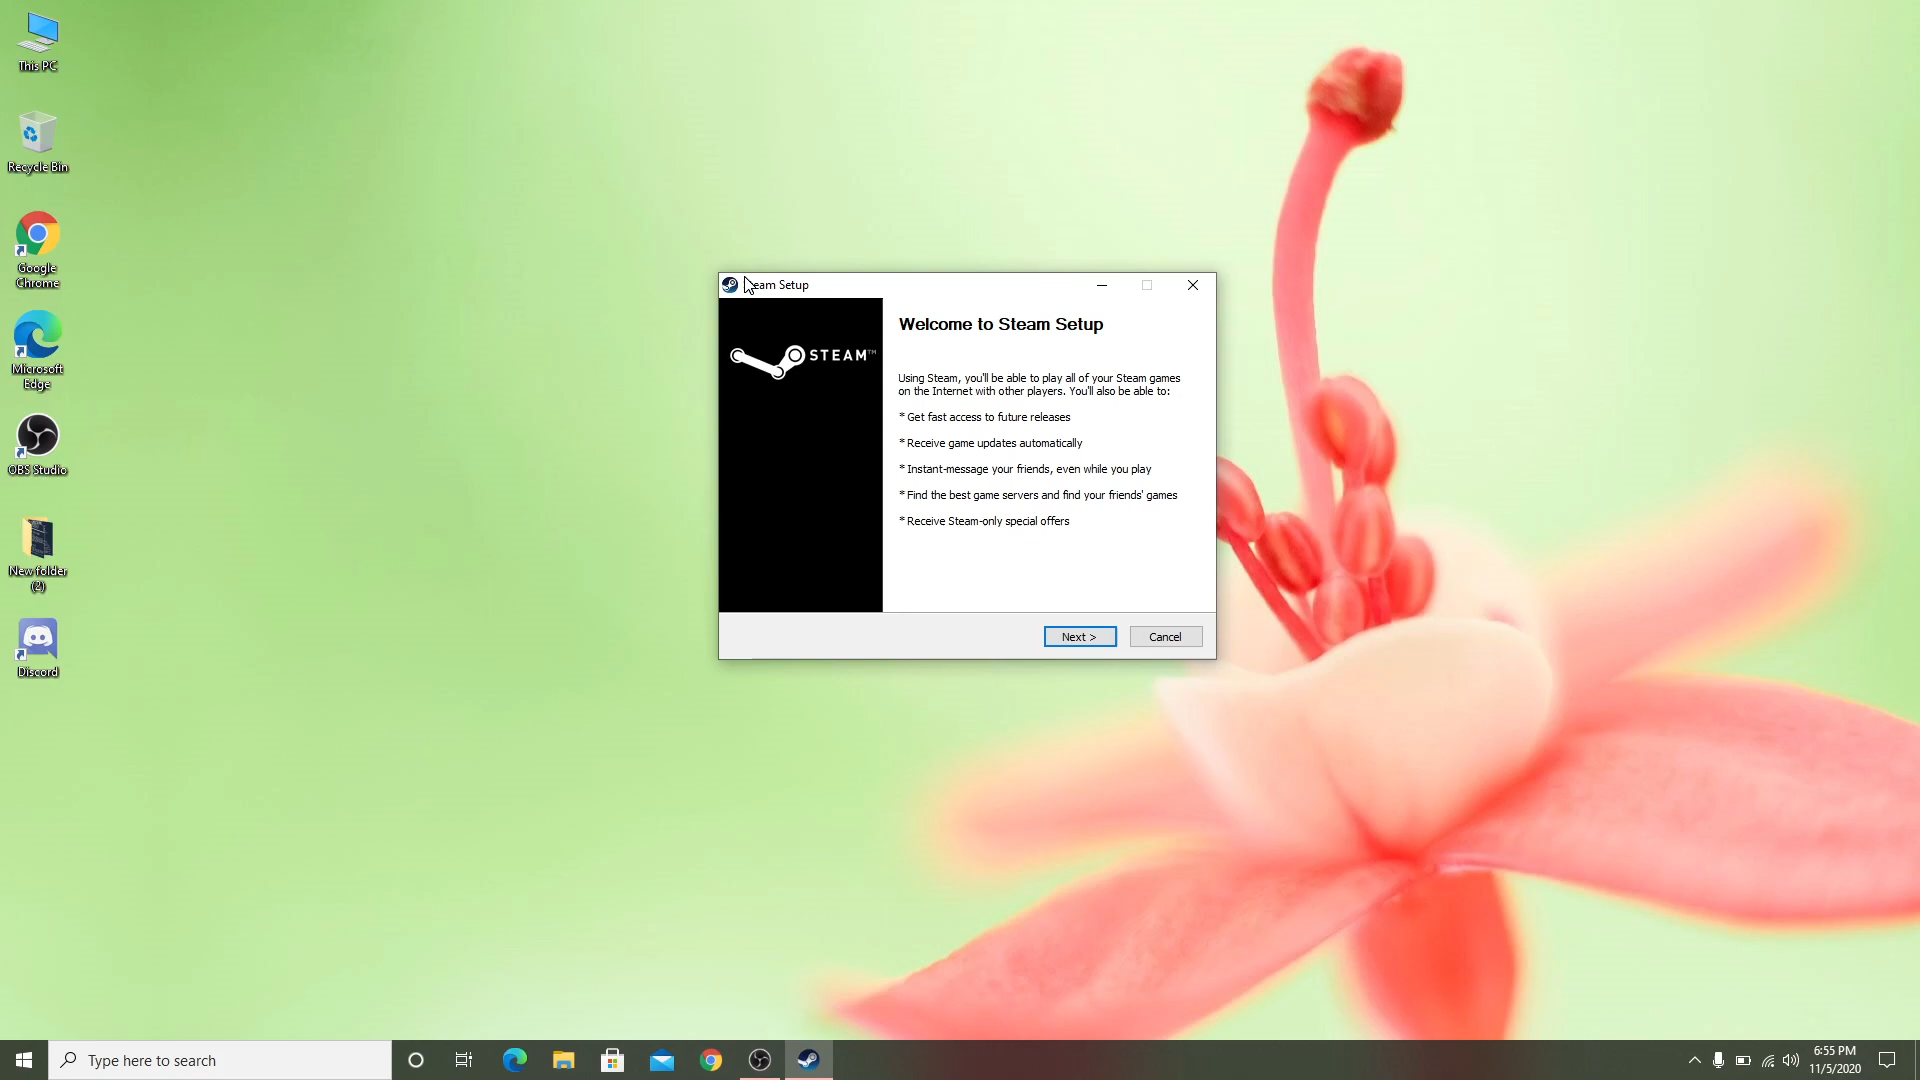 This PC
Recycle Bin
Google
Chrome
Microsoft
Edge
OBS Studio
New folder
(2)
Discord
Setup
STEAM™
Welcome to Steam Setup
Using Steam, you'll be able to play all of your Steam games
on the Internet with other players. You'll also be able to:
* Get fast access to future releases
* Receive game updates automatically
* Instant-message your friends, even while you play
* Find the best game servers and find your friends' games
* Receive Steam-only special offers
Next >
Cancel
Type here to search
6:55 PM
11/5/2020